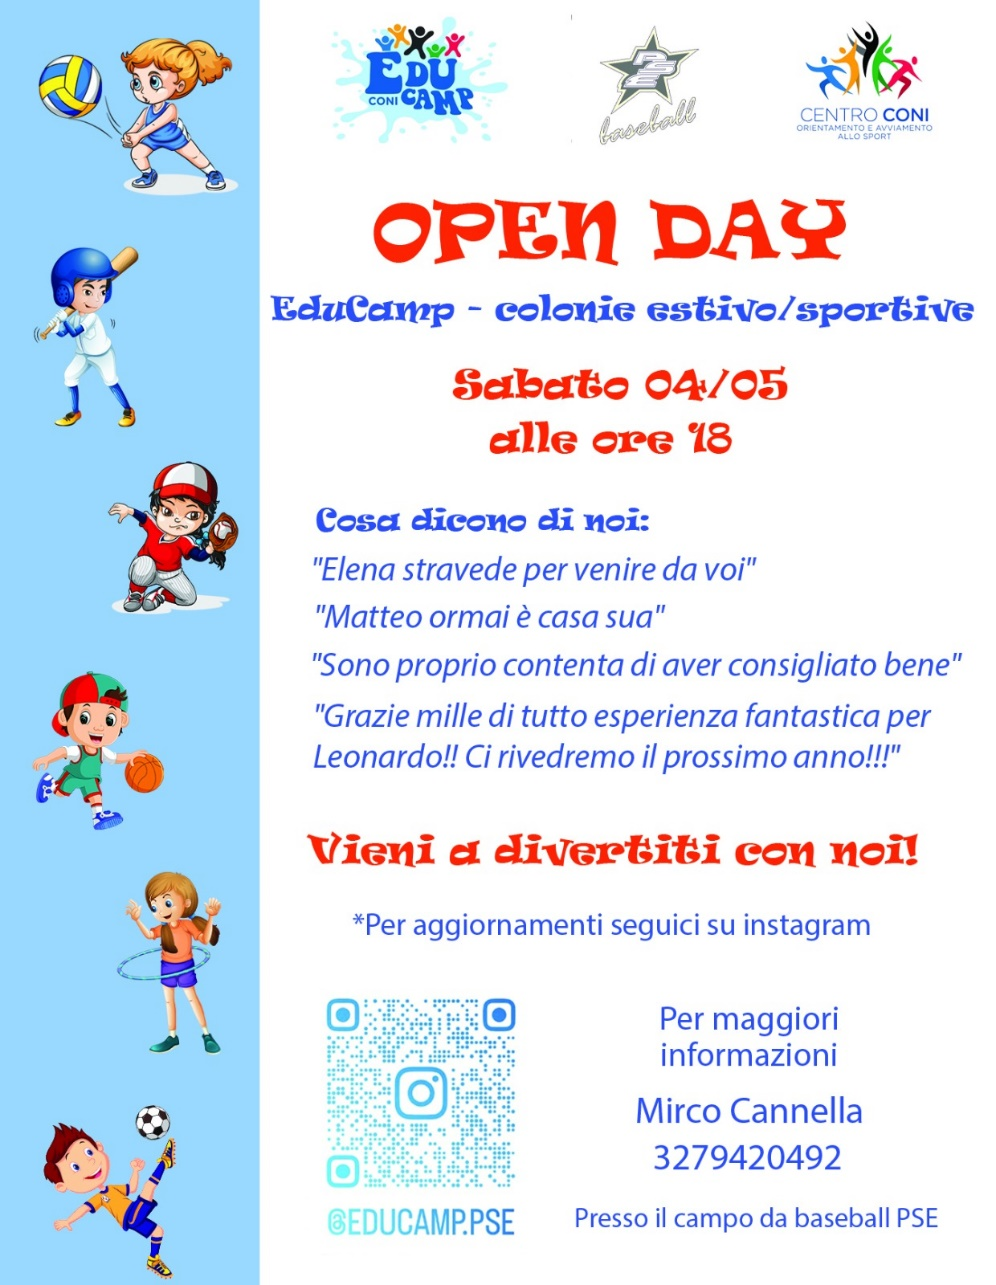 EDU
CONI CAMP
PSE
baseball
CENTRO CONI
ORIENTAMENTO E AVVIAMENTO
ALLO SPORT
OPEN DAY
EduCamp - colonie estivo/sportive
Sabato 04/05
alle ore 18
Cosa dicono di noi:
"Elena stravede per venire da voi"
"Matteo ormai è casa sua"
"Sono proprio contenta di aver consigliato bene"
"Grazie mille di tutto esperienza fantastica per
Leonardo!! Ci rivedremo il prossimo anno!!!"
Vieni a divertiti con noi!
*Per aggiornamenti seguici su instagram
Per maggiori
informazioni
Mirco Cannella
3279420492
@EDUCAMP.PSE
Presso il campo da baseball PSE